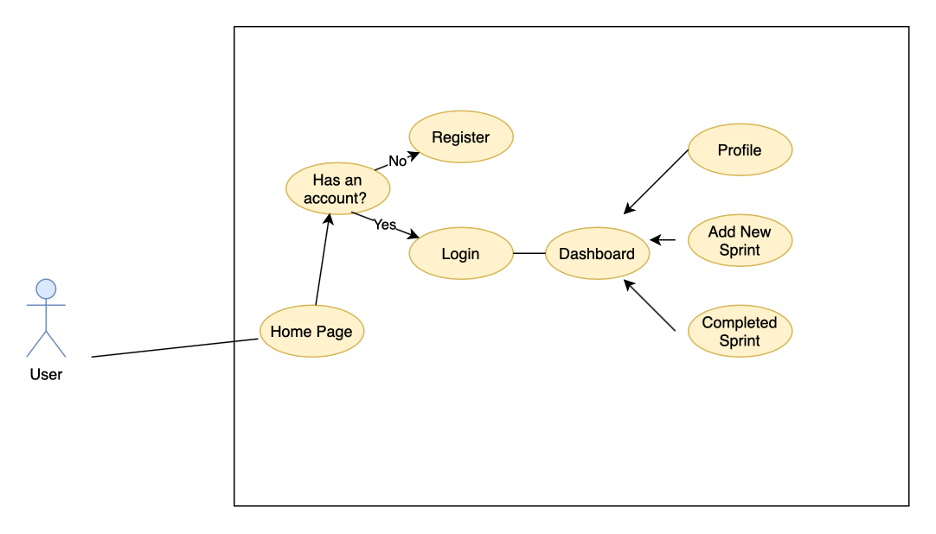 Register
No
Has an
account?
Yes
Login
Dashboard
Profile
Add New
Sprint
Completed
Sprint
Home Page
User